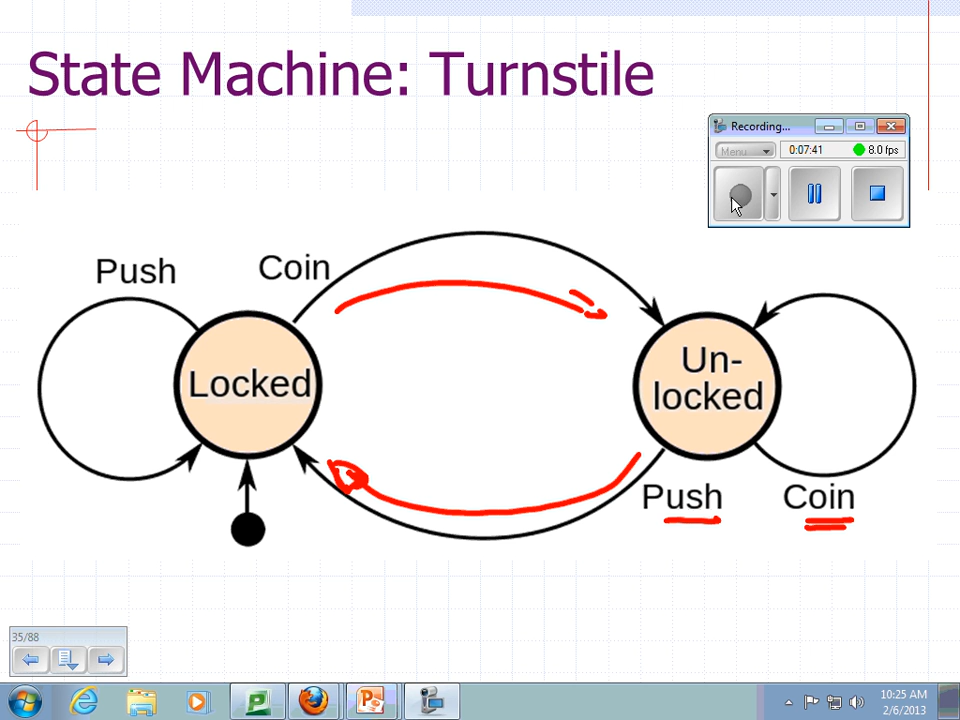 State Machine: Turnstile
Recording...
Menu
0:07:41
8.0 fps
Push
Coin
Locked
Un-
locked
Push
Coin
35/88
10:25 AM
2/6/2013